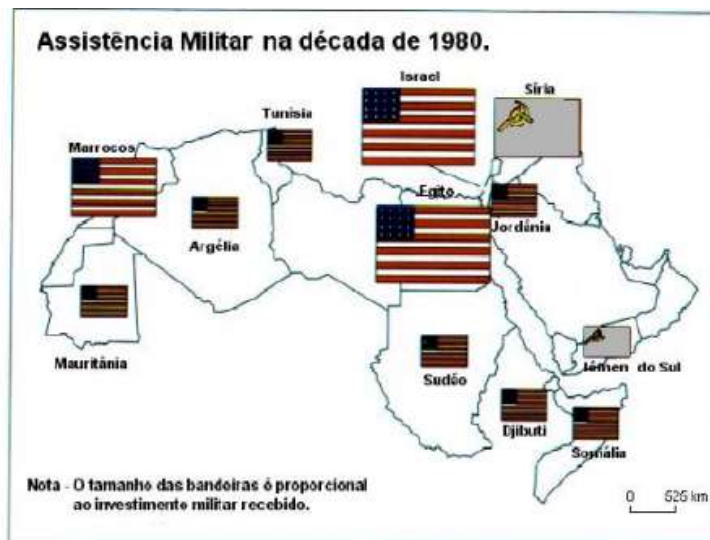 Assistência Militar na década de 1980.
Israel
Síria
Tunísia
Marrocos
Egito
Jordânia
Argélia
Mauritânia
Sudão
Iémen do Sul
Djibuti
Somália
Nota - O tamanho das bandeiras é proporcional
ao investimento militar recebido.
0 525 km